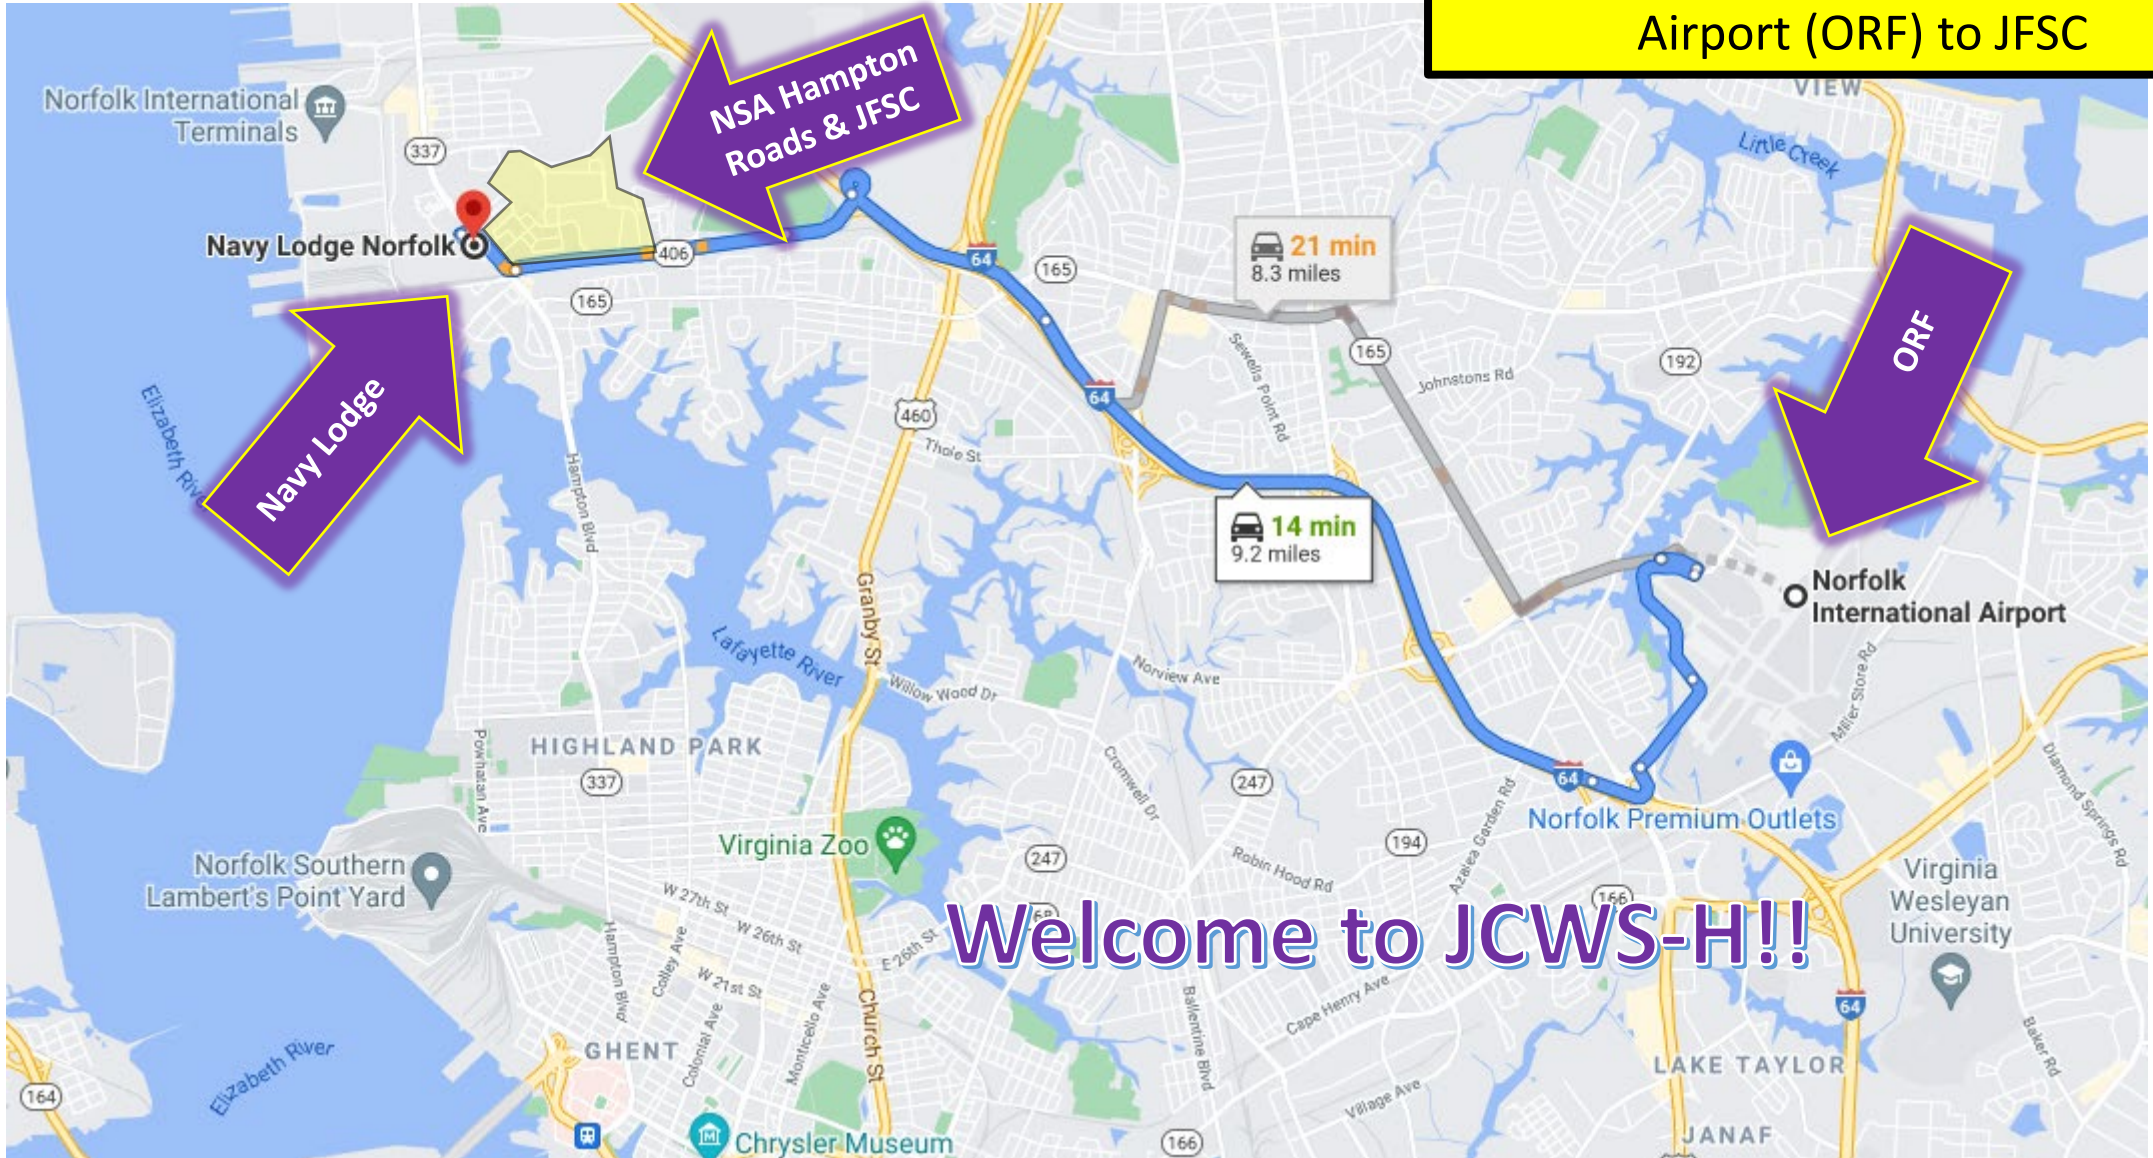 Airport (ORF) to JFSC
NSA Hampton
Roads & JFSC
Norfolk International
Terminals
VIEW
Little Creek
337
Navy Lodge Norfolk
406
165
64
165
21 min
8.3 miles
ORF
192
165
Johnstons Rd
Sewells Point Rd
64
460
Thole St
Navy Lodge
Elizabeth River
Hampton Blvd
14 min
9.2 miles
Norfolk
International Airport
Granby St
Lafayette River
Willow Wood Dr
Norview Ave
Miller Store Rd
HIGHLAND PARK
Powhatan Ave
337
Cromwell Dr
247
64
Azalea Garden Rd
Norfolk Premium Outlets
Diamond Springs Rd
Virginia Zoo
247
194
Robin Hood Rd
Norfolk Southern
Lambert's Point Yard
W 27th St
W 26th St
E 26th St
W 21st St
Hampton Blvd
Colley Ave
168
166
Virginia
Wesleyan
University
Welcome to JCWS-H!!
Colonial Ave
Monticello Ave
Church St
Ballentine Blvd
Cape Henry Ave
64
Baker Rd
GHENT
Elizabeth River
LAKE TAYLOR
164
Village Ave
Chrysler Museum
166
JANAF